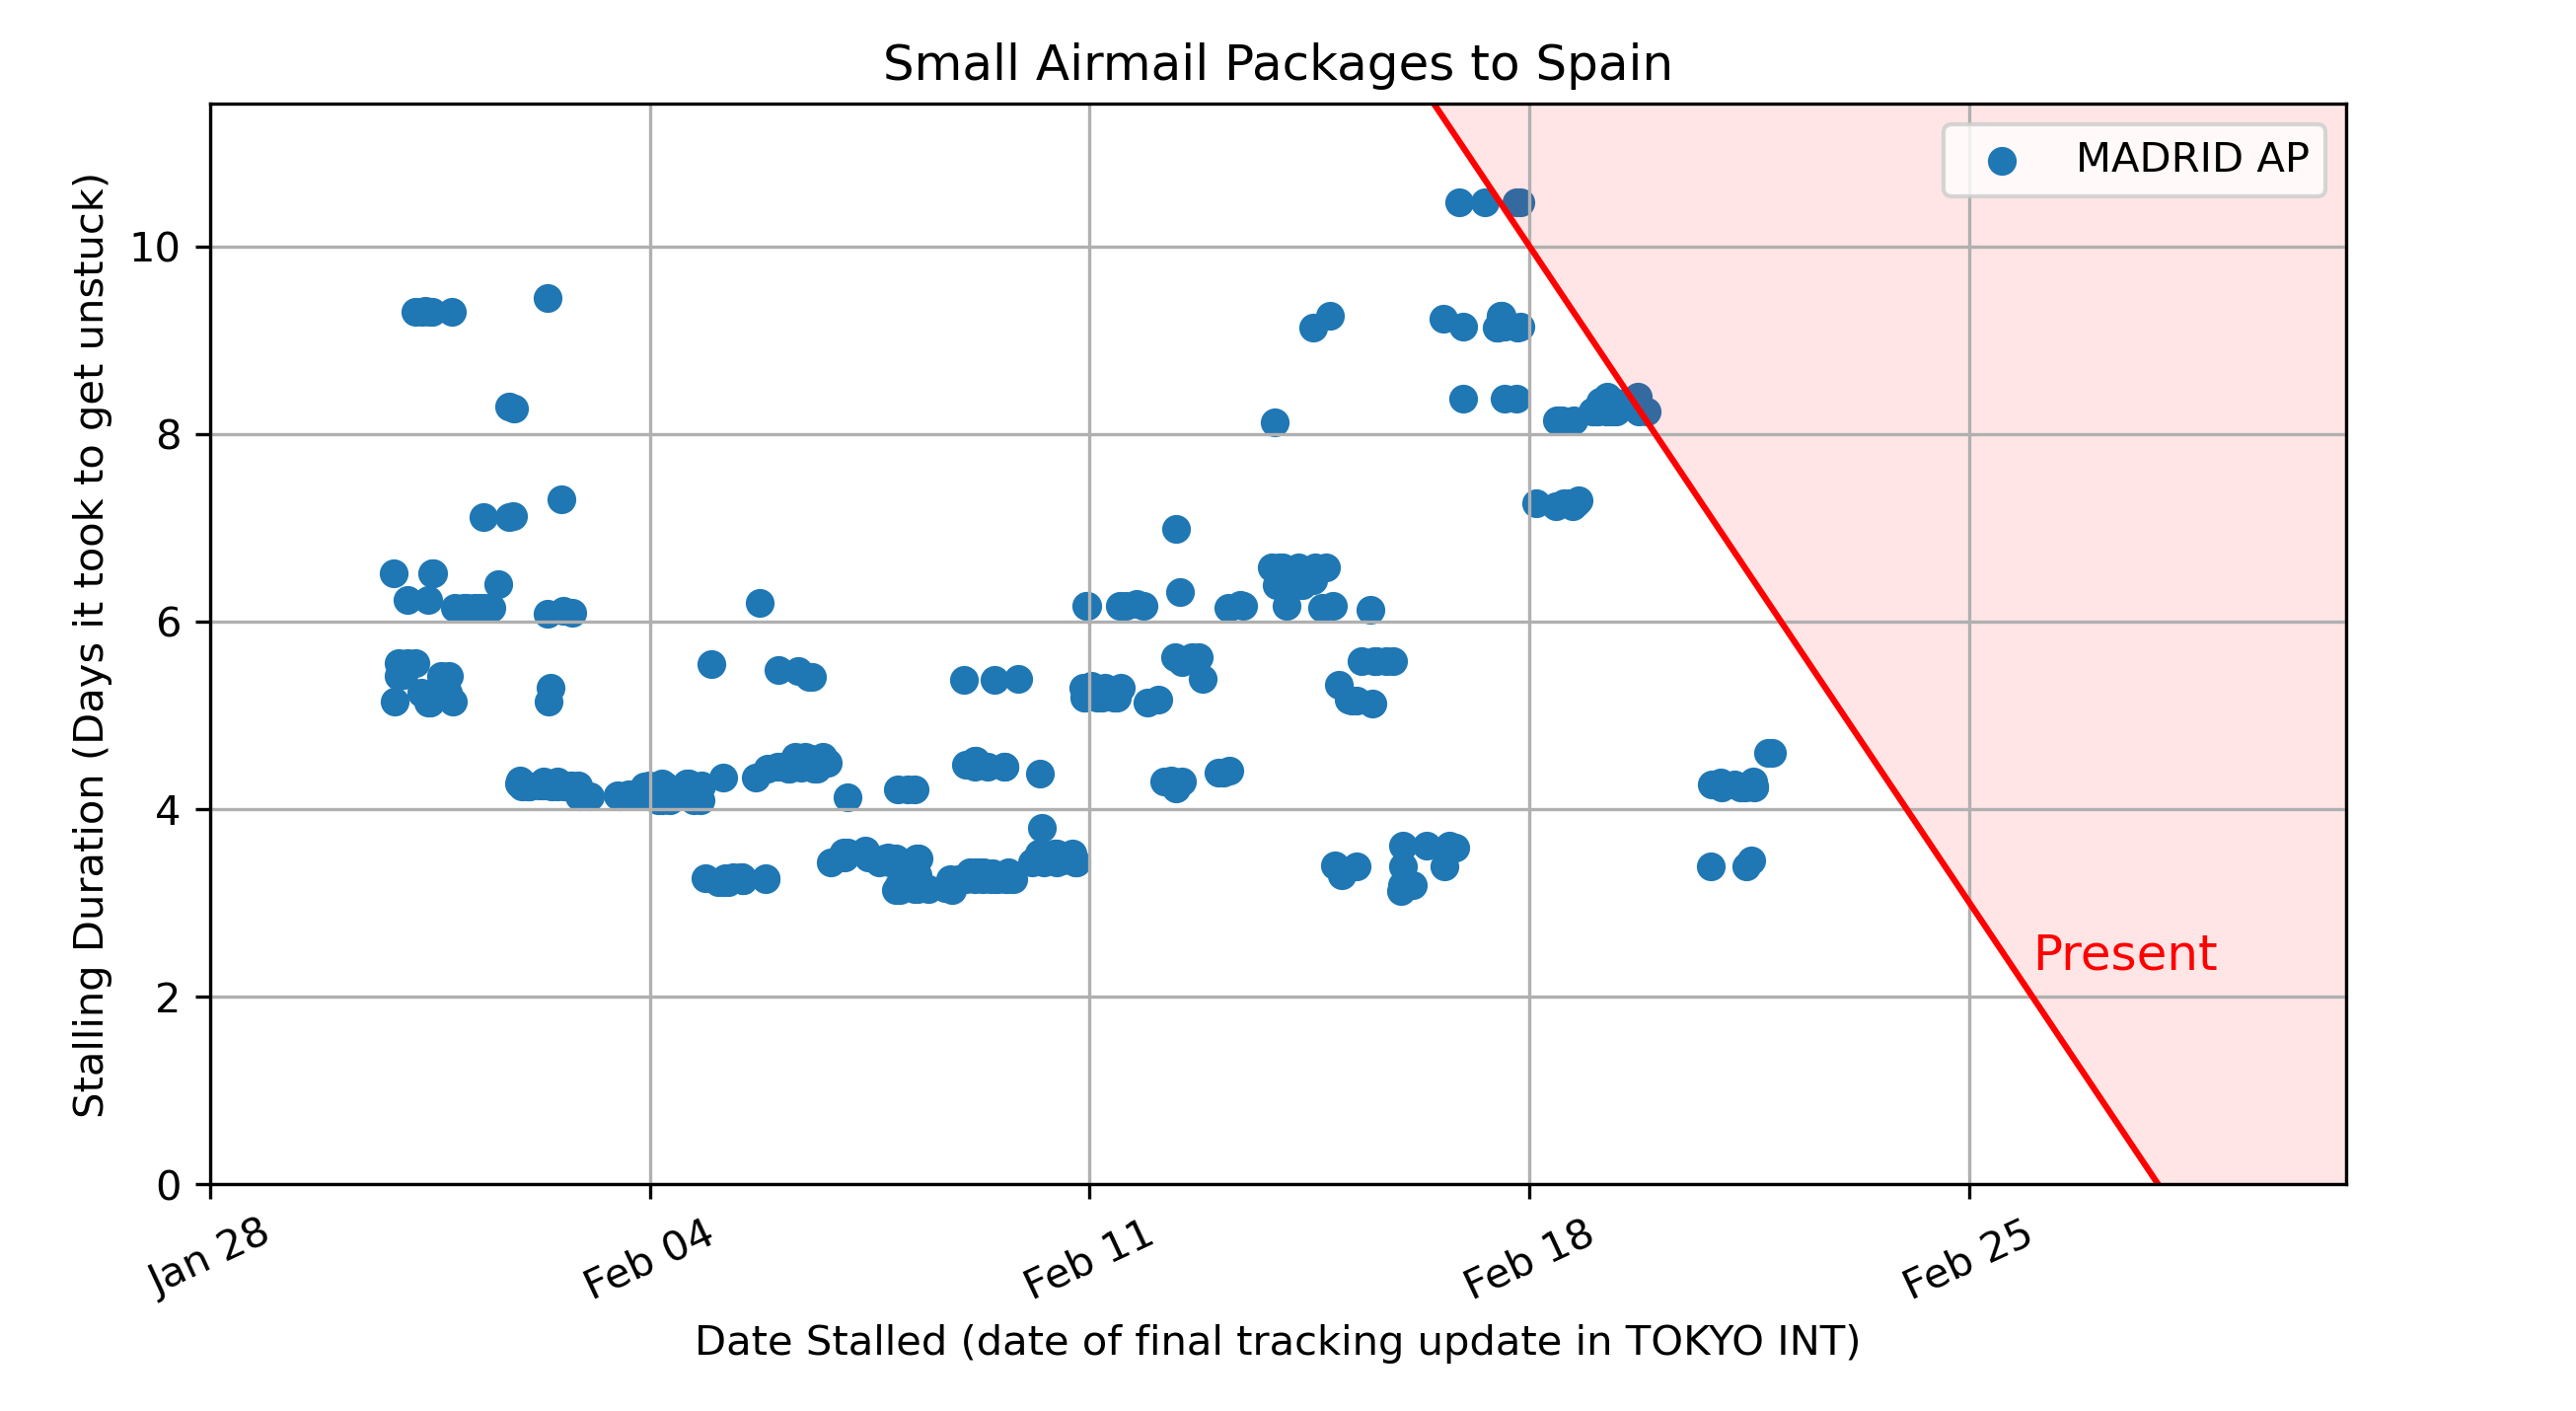 Small Airmail Packages to Spain
MADRID AP
Stalling Duration (Days it took to get unstuck)
10
8
6
4
2
0
Present
Jan 28
Feb 04
Feb 11
Feb 18
Feb 25
Date Stalled (date of final tracking update in TOKYO INT)